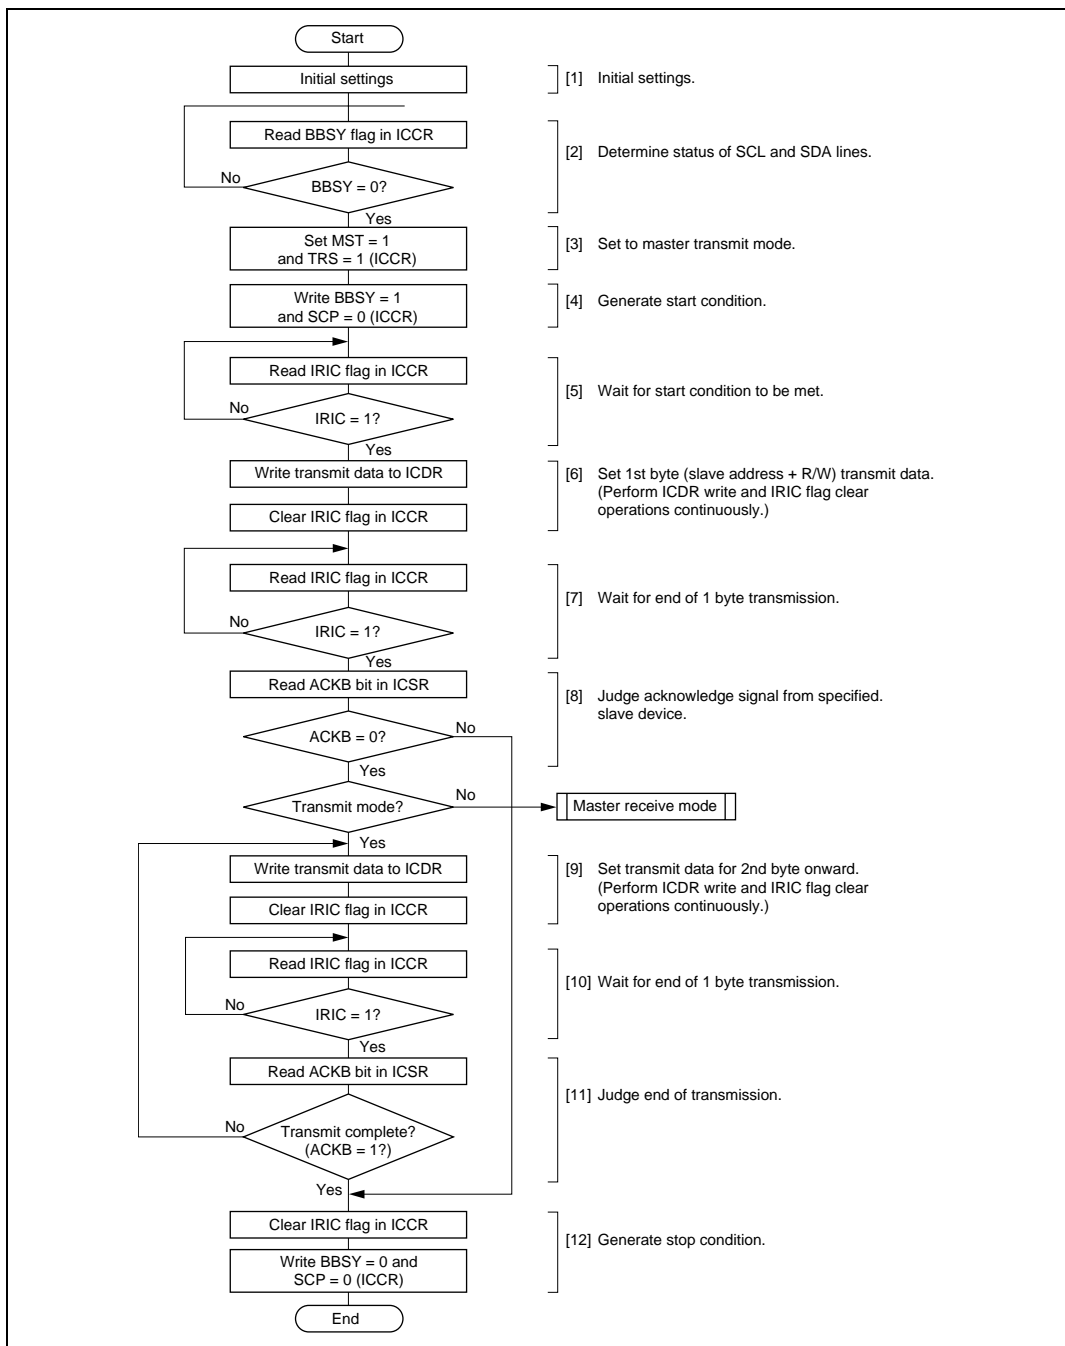 Start
Initial settings
[1] Initial settings.
Read BBSY flag in ICCR
[2] Determine status of SCL and SDA lines.
No
BBSY = 0?
Yes
Set MST = 1
and TRS = 1 (ICCR)
[3] Set to master transmit mode.
Write BBSY = 1
and SCP = 0 (ICCR)
[4] Generate start condition.
Read IRIC flag in ICCR
[5] Wait for start condition to be met.
No
IRIC = 1?
Yes
Write transmit data to ICDR
[6] Set 1st byte (slave address + R/W) transmit data.
(Perform ICDR write and IRIC flag clear
operations continuously.)
Clear IRIC flag in ICCR
Read IRIC flag in ICCR
[7] Wait for end of 1 byte transmission.
No
IRIC = 1?
Yes
Read ACKB bit in ICSR
[8] Judge acknowledge signal from specified.
slave device.
ACKB = 0?
No
Yes
Transmit mode?
No
Master receive mode
Yes
Write transmit data to ICDR
[9] Set transmit data for 2nd byte onward.
(Perform ICDR write and IRIC flag clear
operations continuously.)
Clear IRIC flag in ICCR
Read IRIC flag in ICCR
[10] Wait for end of 1 byte transmission.
No
IRIC = 1?
Yes
Read ACKB bit in ICSR
[11] Judge end of transmission.
No
Transmit complete?
(ACKB = 1?)
Yes
Clear IRIC flag in ICCR
[12] Generate stop condition.
Write BBSY = 0 and
SCP = 0 (ICCR)
End